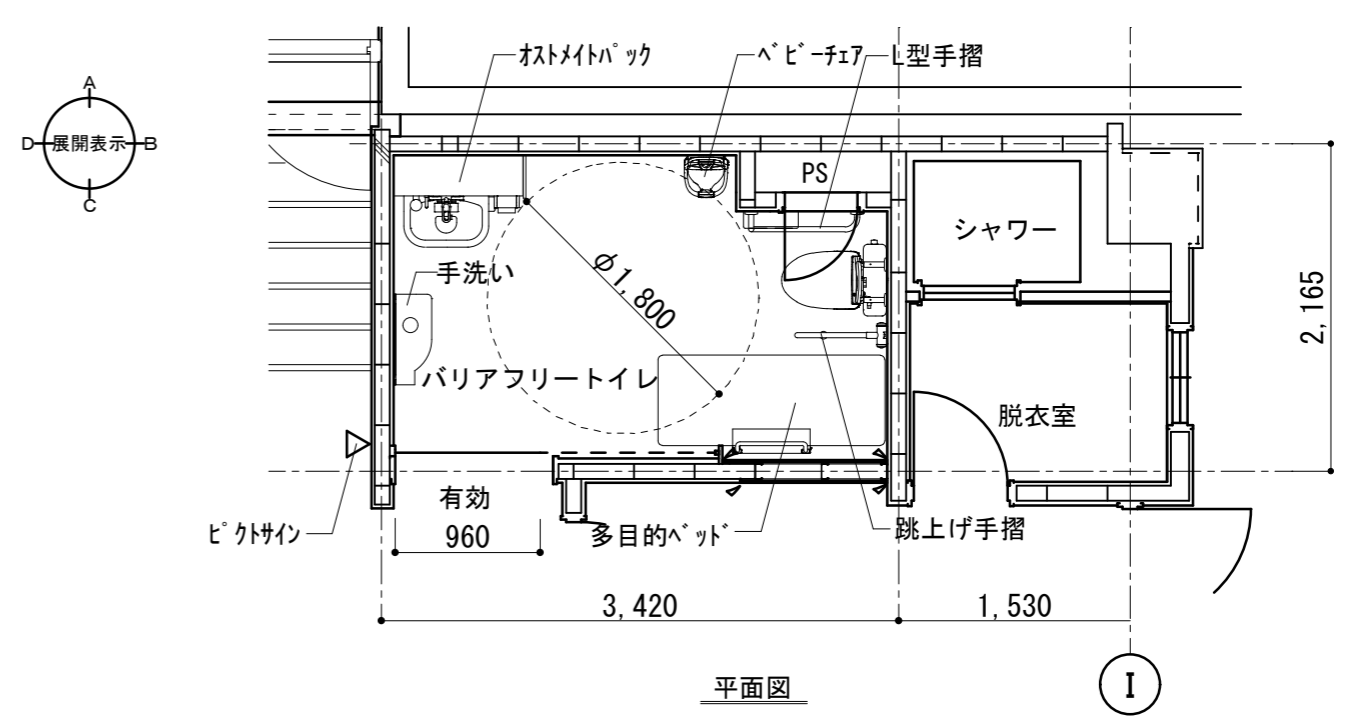 オストメイトパック
ベビーチェア
L型手摺
A
D
展開表示
B
C
PS
シャワー
手洗い
φ1,800
2,165
バリアフリートイレ
脱衣室
有効
960
ピクトサイン
多目的ベッド
跳上げ手摺
3,420
1,530
平面図
I